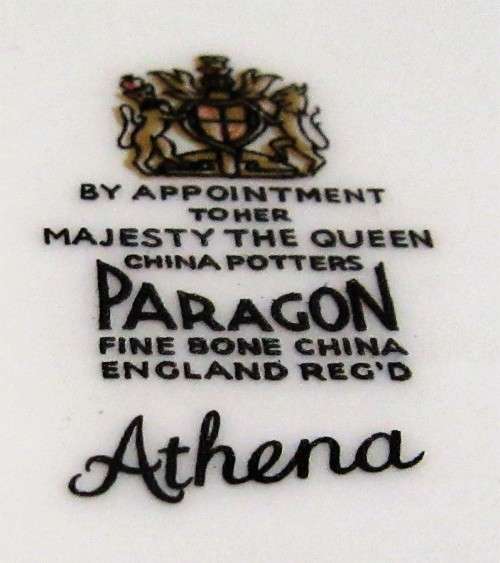 BY APPOINTMENT
TO HER
MAJESTY THE QUEEN
CHINA POTTERS
PARAGON
FINE BONE CHINA
ENGLAND REG'D
Athena